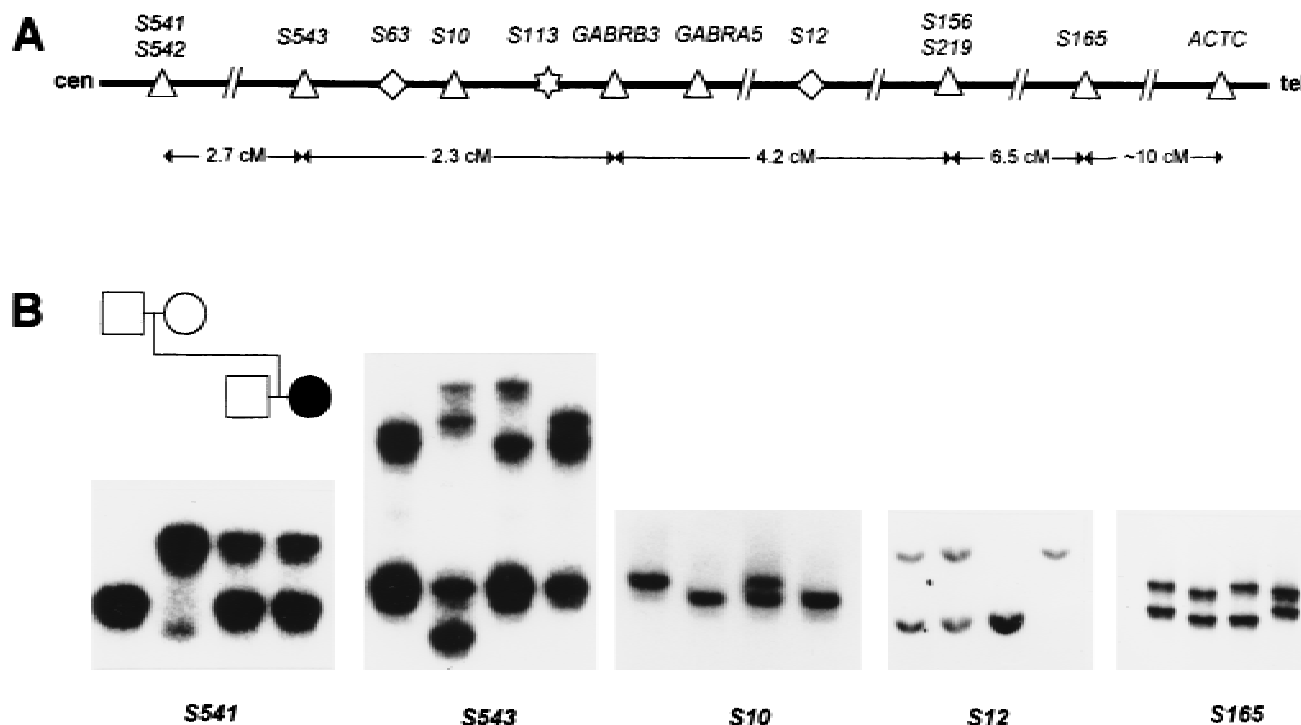 A
S541 S156
S542 S543 S63 S10 S113 GABRB3 GABRA5 S12 S219 S165 ACTC
cen te
2.7 cM 2.3 cM 4.2 cM 6.5 cM ~10 cM
B
S541 S543 S10 S12 S165